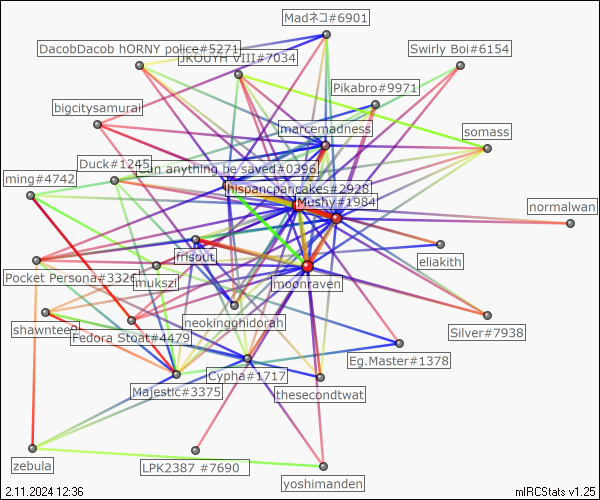 Madネコ#6901
DacobDacob hORNY police#5271
Swirly Boi#6154
JKOUYH VIII#7034
Pikabro#9971
bigcitysamurai
marcemadness
somass
Duck#1245
Can anything be saved#0396
ming#4742
hispancpancakes#2928
Mushy#1984
normalwan
frisout
eliakith
Pocket Persona#3326
imukszi
moonraven
shawnteeo
neokingghidorah
Silver#7938
Fedora Stoat#4479
Eg.Master#1378
Cypha#1717
Majestic#3375
thesecondtwat
zebula
LPK2387 #7690
yoshimanden
2.11.2024 12:36
mIRCStats v1.25